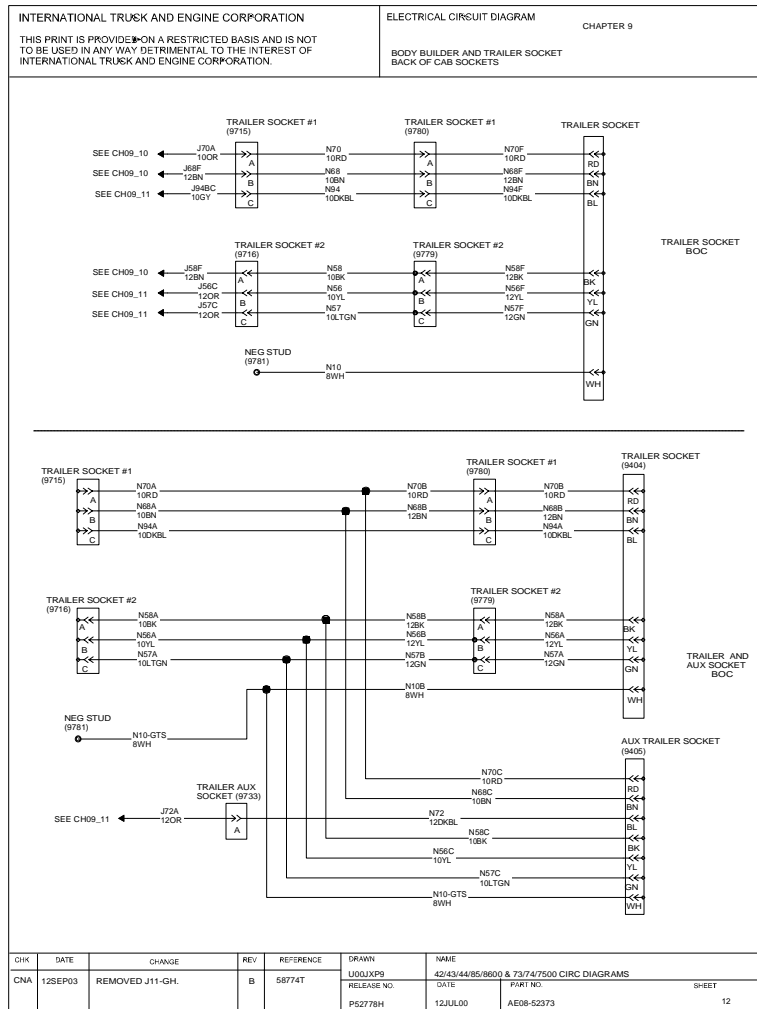 INTERNATIONAL TRUCK AND ENGINE CORPORATION
THIS PRINT IS PROVIDED ON A RESTRICTED BASIS AND IS NOT
TO BE USED IN ANY WAY DETRIMENTAL TO THE INTEREST OF
INTERNATIONAL TRUCK AND ENGINE CORPORATION.
ELECTRICAL CIRCUIT DIAGRAM
CHAPTER 9
BODY BUILDER AND TRAILER SOCKET
BACK OF CAB SOCKETS
TRAILER SOCKET #1
(9715)
TRAILER SOCKET #1
(9780)
TRAILER SOCKET
SEE CH09_10 J70A 10OR A N70 10RD A N70F 10RD RD
SEE CH09_10 J68F 12BN B N68 10BN B N68F 12BN BN
SEE CH09_11 J94BC 10GY C N94 10DKBL C N94F 10DKBL BL
TRAILER SOCKET
BOC
TRAILER SOCKET #2
(9716)
TRAILER SOCKET #2
(9779)
SEE CH09_10 J58F 12BN A N58 10BK A N58F 12BK BK
SEE CH09_11 J56C 12OR B N56 10YL B N56F 12YL YL
SEE CH09_11 J57C 12OR C N57 10LTGN C N57F 12GN GN
NEG STUD
(9781)
N10 8WH WH
TRAILER SOCKET #1
(9715)
TRAILER SOCKET #1
(9780)
TRAILER SOCKET
(9404)
A N70A 10RD N70B 10RD A N70B 10RD RD
B N68A 10BN N68B 12BN B N68B 12BN BN
C N94A 10DKBL C N94A 10DKBL BL
TRAILER SOCKET #2
(9716)
TRAILER SOCKET #2
(9779)
A N58A 10BK N58B 12BK A N58A 12BK BK
B N56A 10YL N56B 12YL B N56A 12YL YL
C N57A 10LTGN N57B 12GN C N57A 12GN GN
TRAILER AND
AUX SOCKET
BOC
N10B 8WH WH
NEG STUD
(9781)
N10-GTS 8WH
AUX TRAILER SOCKET
(9405)
N70C 10RD RD
TRAILER AUX
SOCKET (9733)
N68C 10BN BN
SEE CH09_11 J72A 12OR A N72 12DKBL BL
N58C 10BK BK
N56C 10YL YL
N57C 10LTGN GN
N10-GTS 8WH WH
CHK DATE CHANGE REV REFERENCE DRAWN NAME
CNA 12SEP03 REMOVED J11-GH. B 58774T U00JXP9 42/43/44/85/8600 & 73/74/7500 CIRC DIAGRAMS
RELEASE NO. DATE PART NO. SHEET
P52778H 12JUL00 AE08-52373 12